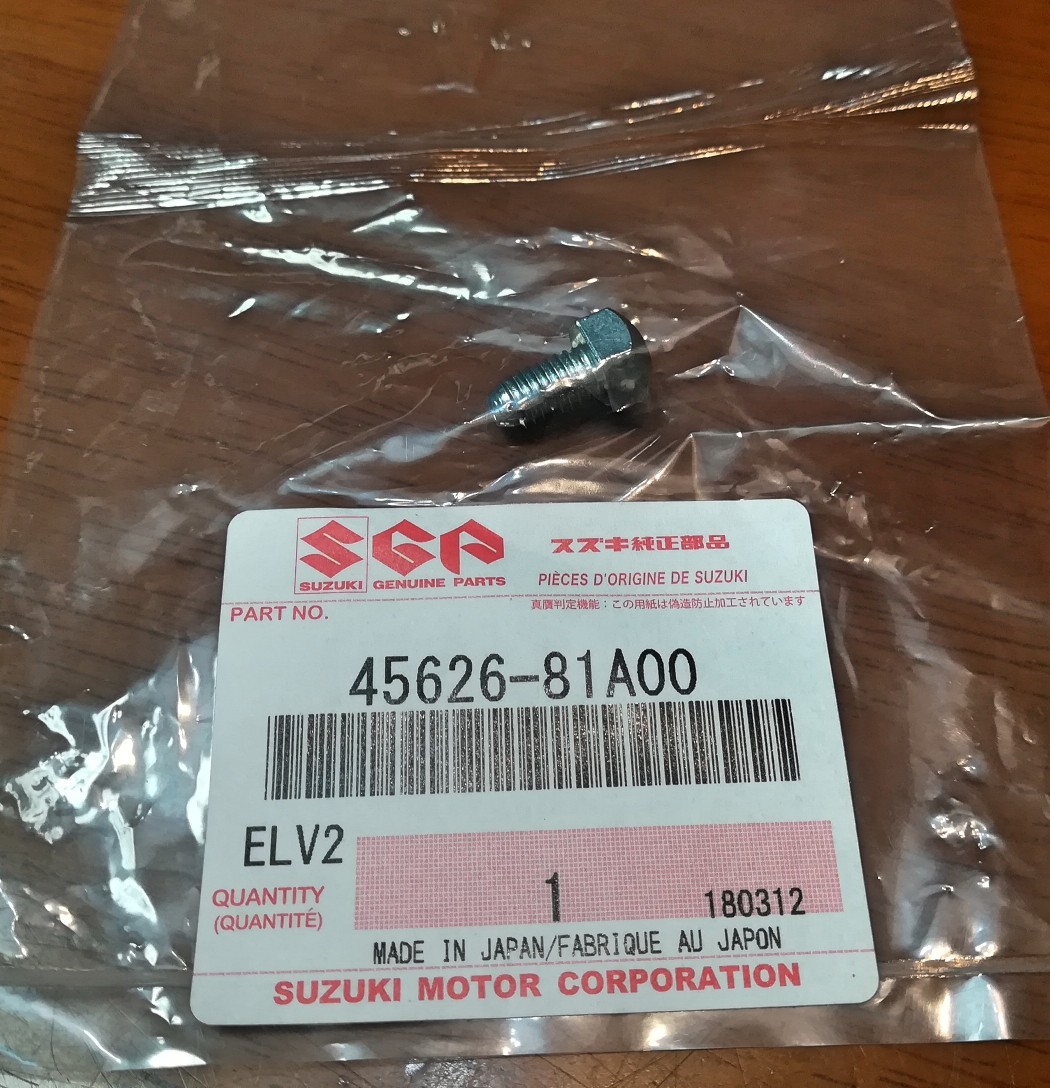 SGP スズキ純正部品
SUZUKI GENUINE PARTS PIÈCES D'ORIGINE DE SUZUKI
PART NO. 真贋判定機能：この用紙は偽造防止加工されています
45626-81A00
ELV2
QUANTITY
(QUANTITÉ) 1 180312
MADE IN JAPAN/FABRIQUE AU JAPON
SUZUKI MOTOR CORPORATION